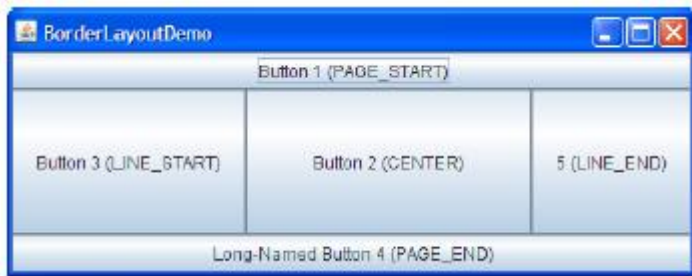 BorderLayoutDemo
Button 1 (PAGE_START)
Button 3 (LINE_START)
Button 2 (CENTER)
5 (LINE_END)
Long-Named Button 4 (PAGE_END)